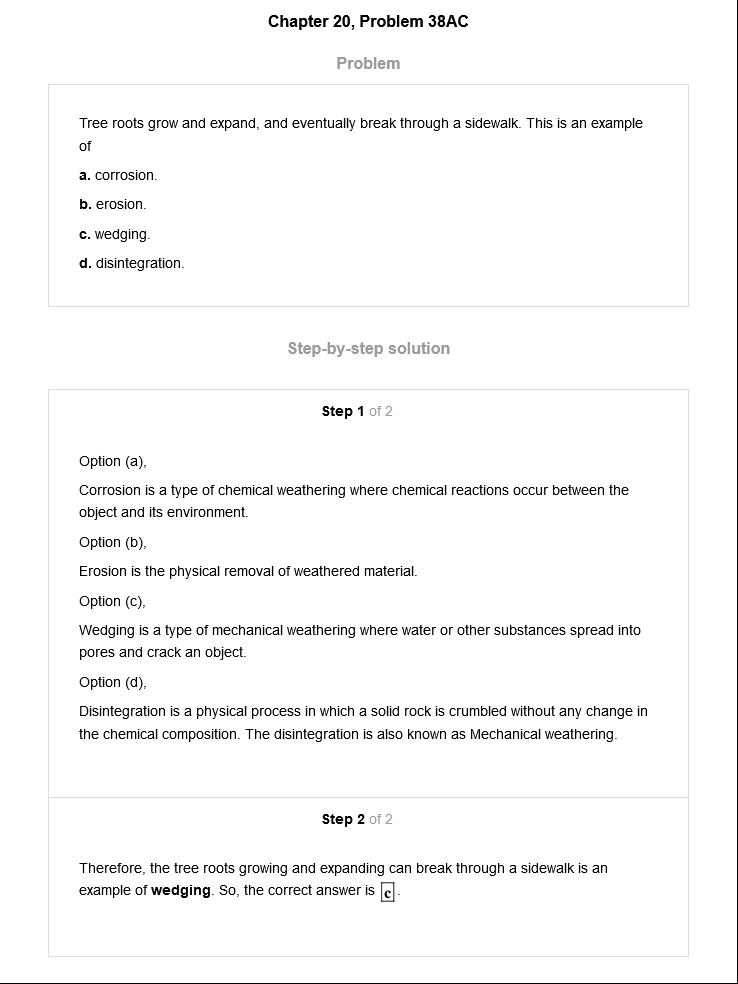 Chapter 20, Problem 38AC
Problem
Tree roots grow and expand, and eventually break through a sidewalk. This is an example
of
a. corrosion.
b. erosion.
c. wedging.
d. disintegration.
Step-by-step solution
Step 1 of 2
Option (a),
Corrosion is a type of chemical weathering where chemical reactions occur between the
object and its environment.
Option (b),
Erosion is the physical removal of weathered material.
Option (c),
Wedging is a type of mechanical weathering where water or other substances spread into
pores and crack an object.
Option (d),
Disintegration is a physical process in which a solid rock is crumbled without any change in
the chemical composition. The disintegration is also known as Mechanical weathering.
Step 2 of 2
Therefore, the tree roots growing and expanding can break through a sidewalk is an
example of wedging. So, the correct answer is c.